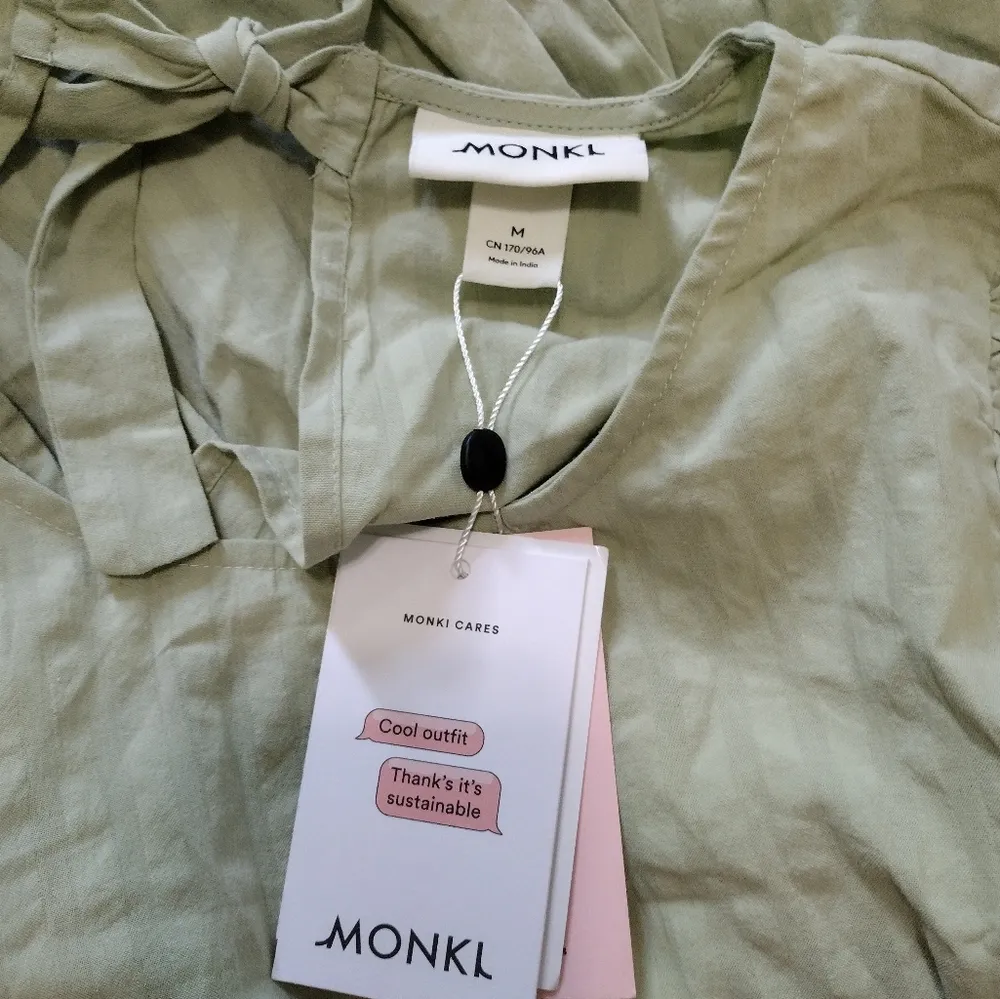 MONKI
M
CN 170/96A
Made in India
MONKI CARES
Cool outfit
Thank's it's
sustainable
MONKI